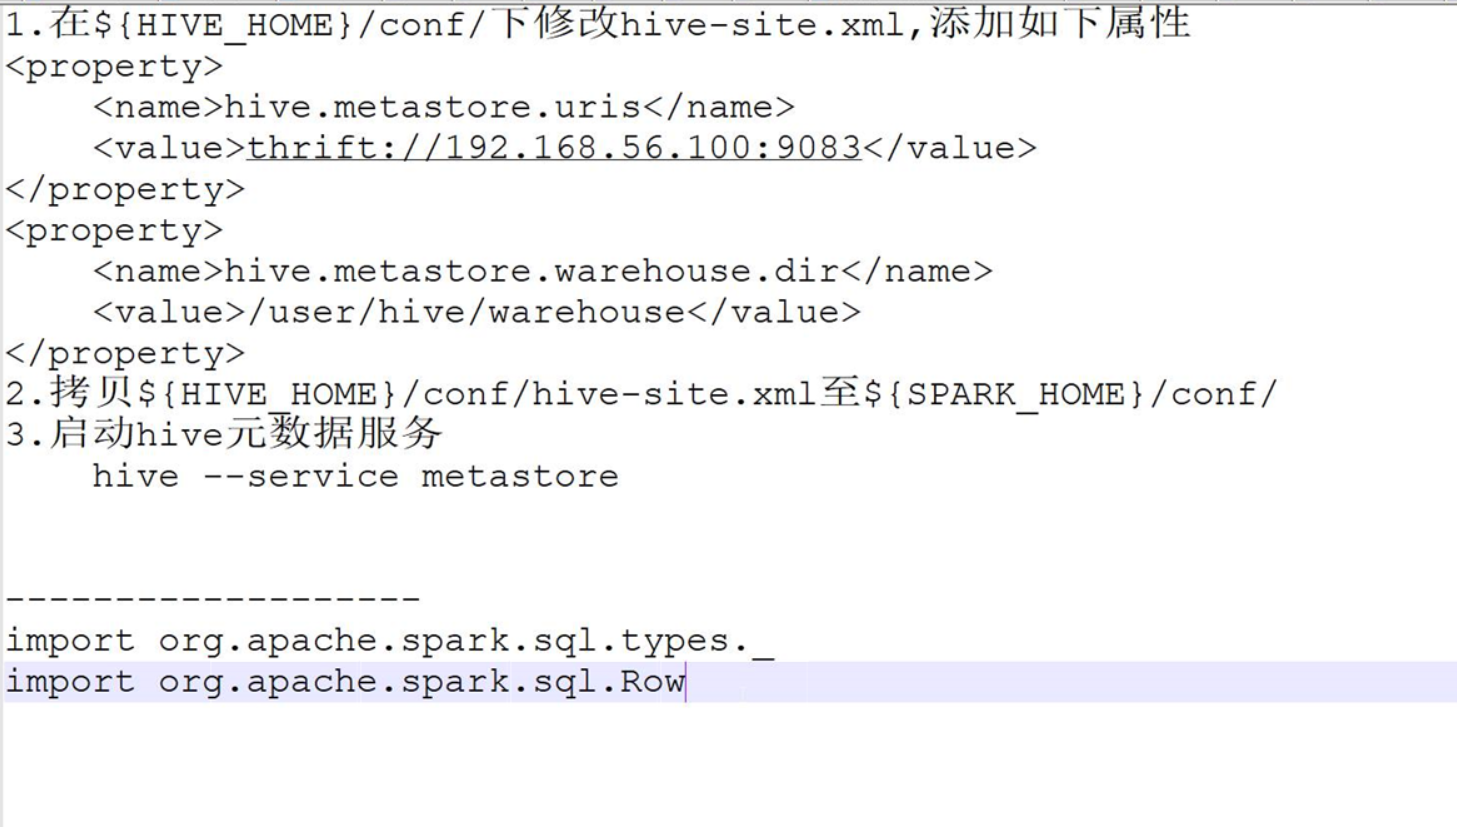 1.在${HIVE_HOME}/conf/下修改hive-site.xml,添加如下属性
<property>
    <name>hive.metastore.uris</name>
    <value>thrift://192.168.56.100:9083</value>
</property>
<property>
    <name>hive.metastore.warehouse.dir</name>
    <value>/user/hive/warehouse</value>
</property>
2.拷贝${HIVE_HOME}/conf/hive-site.xml至${SPARK_HOME}/conf/
3.启动hive元数据服务
    hive --service metastore
-------------------
import org.apache.spark.sql.types._
import org.apache.spark.sql.Row